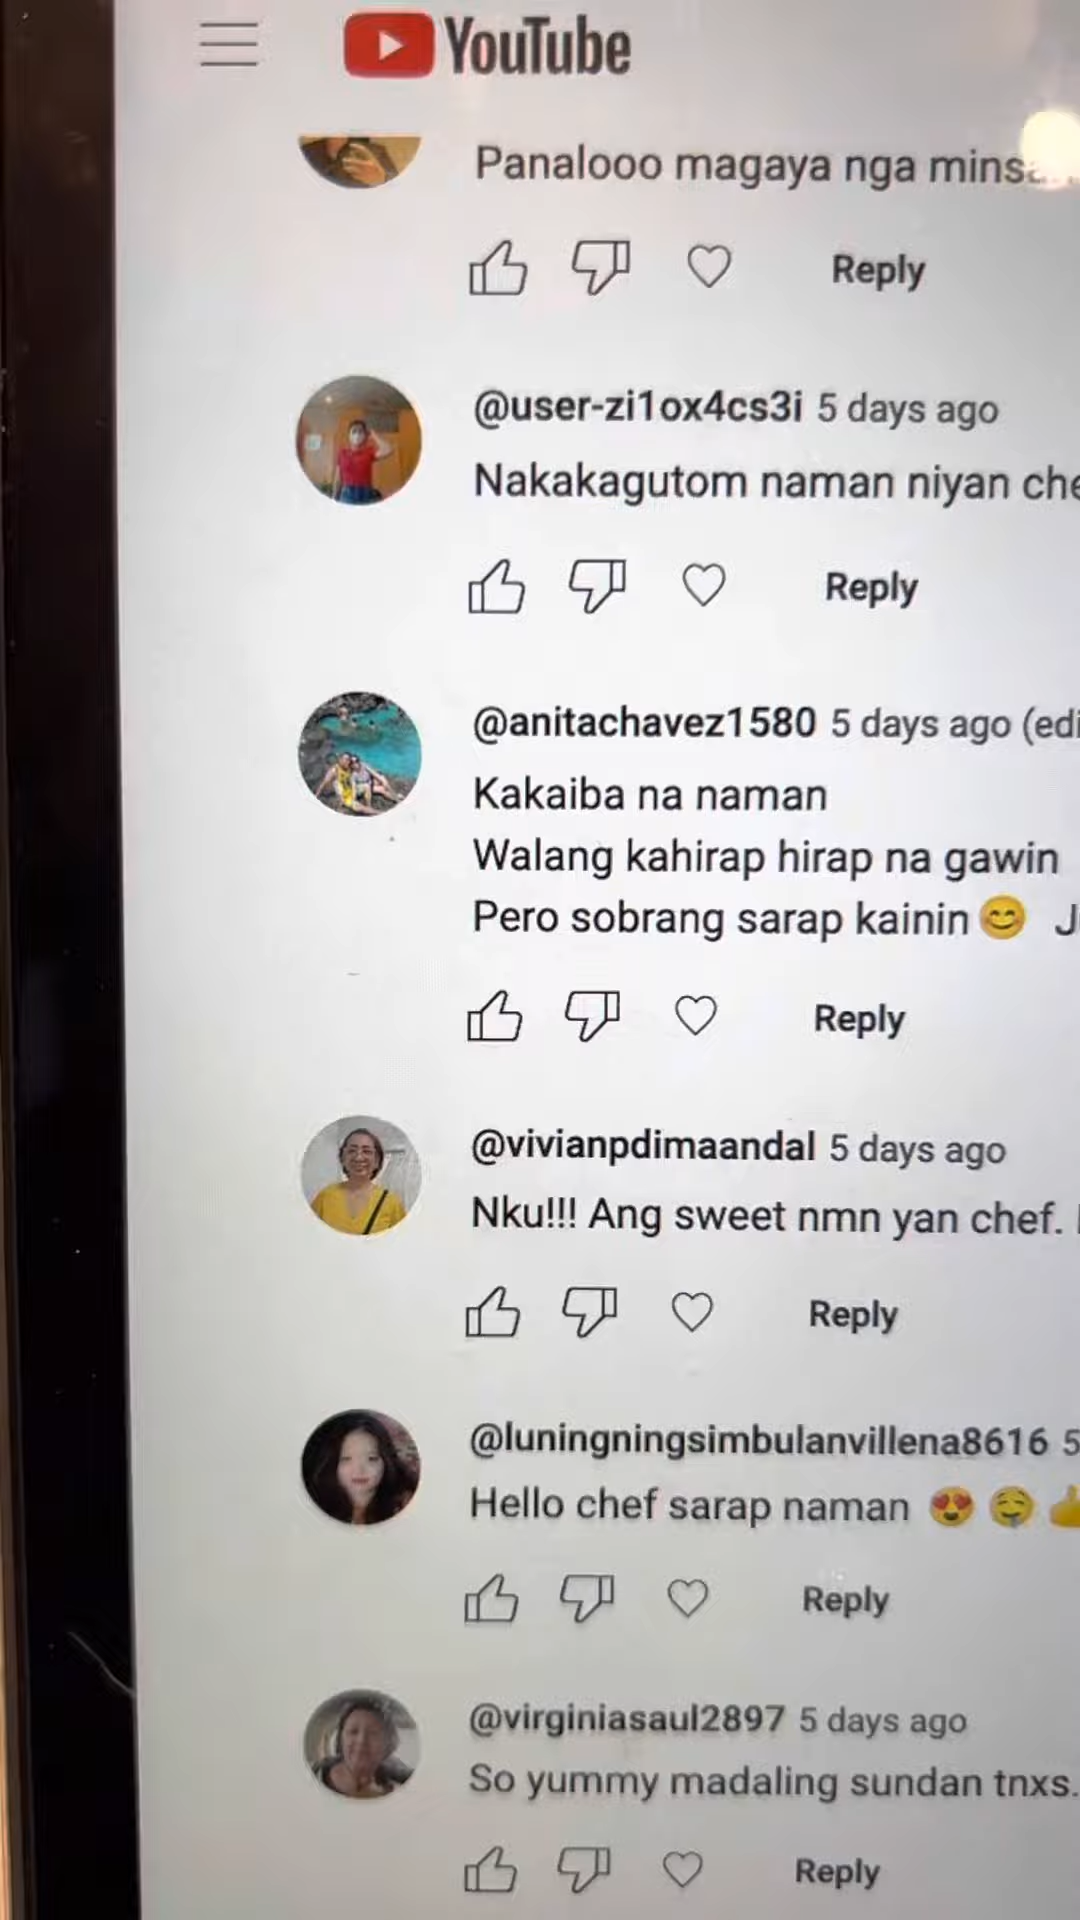 YouTube
Panalooo magaya nga
Reply
@user-zi1ox4cs3i 5 days ago
Nakakagutom naman niyan
Reply
@anitachavez1580 5 days ago
Kakaiba na naman
Walang kahirap hirap na gawin
Pero sobrang sarap kainin😊
Reply
@vivianpdimaandal 5 days ago
Nku!!! Ang sweet nmn yan chef.
Reply
@luningningsimbulanvillena8616 5
Hello chef sarap naman 😍 🤤
Reply
@virginiasaul2897 5 days ago
So yummy madaling sundan tnxs.
Reply